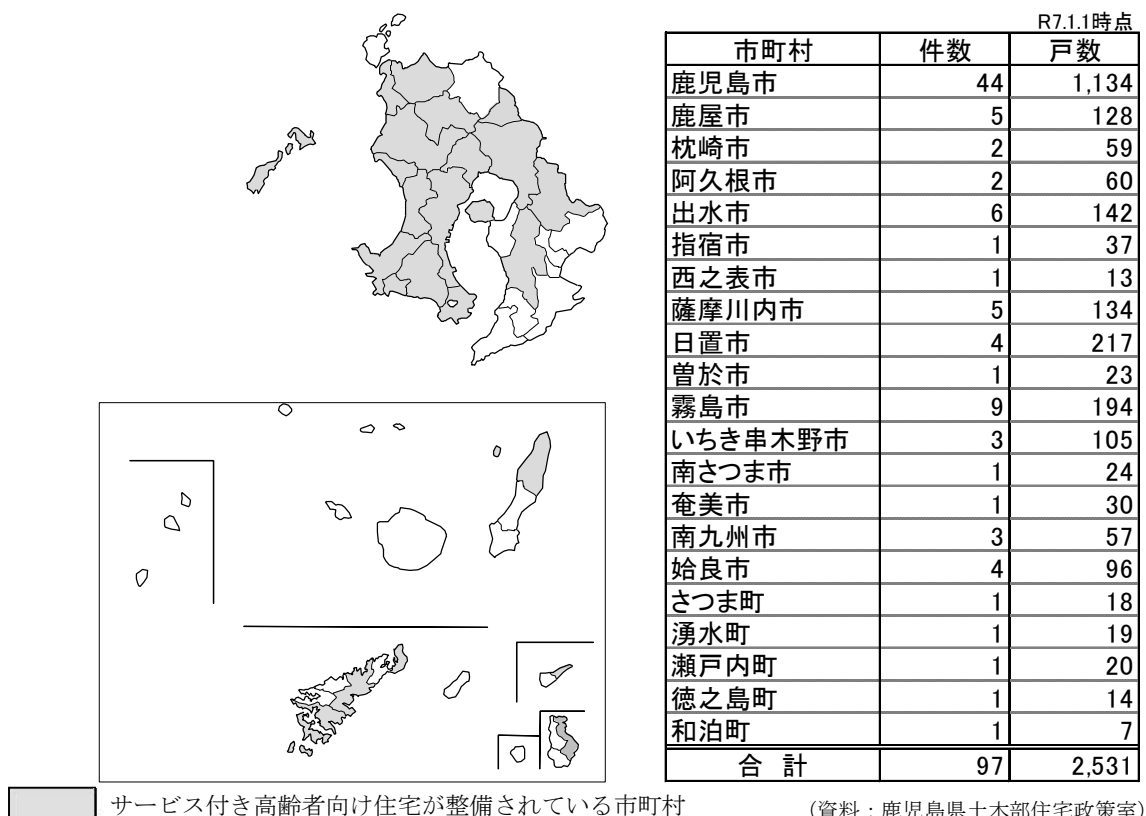 R7.1.1時点
市町村 件数 戸数
鹿児島市 44 1,134
鹿屋市 5 128
枕崎市 2 59
阿久根市 2 60
出水市 6 142
指宿市 1 37
西之表市 1 13
薩摩川内市 5 134
日置市 4 217
曽於市 1 23
霧島市 9 194
いちき串木野市 3 105
南さつま市 1 24
奄美市 1 30
南九州市 3 57
姶良市 4 96
さつま町 1 18
湧水町 1 19
瀬戸内町 1 20
徳之島町 1 14
和泊町 1 7
合 計 97 2,531
サービス付き高齢者向け住宅が整備されている市町村
(資料：鹿児島県土木部住宅政策室)